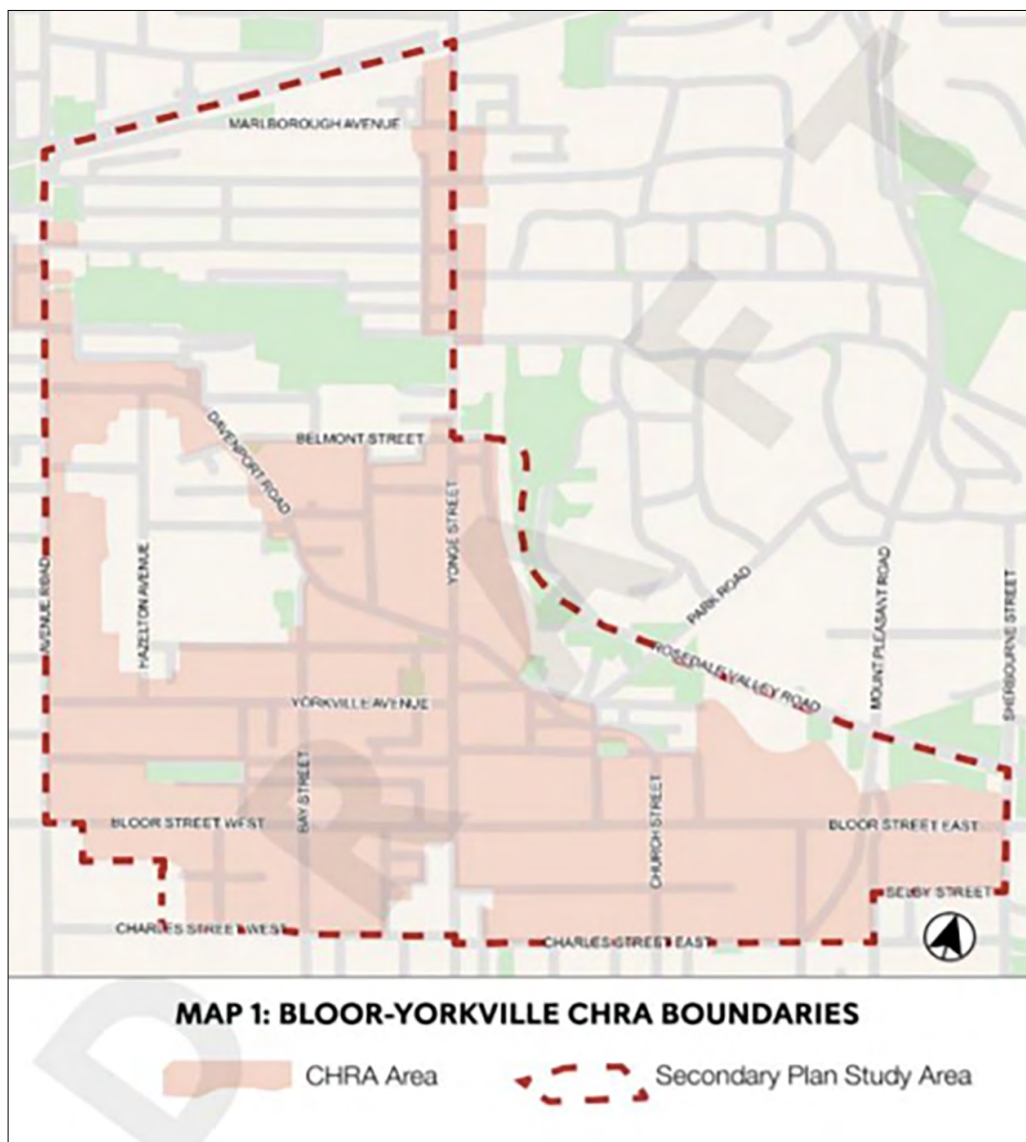 MARLBOROUGH AVENUE
DAVENPORT ROAD
BELMONT STREET
YONGE STREET
AVENUE ROAD
HAZELTON AVENUE
PARK ROAD
MOUNT PLEASANT ROAD
SHERBOURNE STREET
ROSEDALE VALLEY ROAD
YORKVILLE AVENUE
BAY STREET
CHURCH STREET
BLOOR STREET WEST
BLOOR STREET EAST
SELBY STREET
CHARLES STREET WEST
CHARLES STREET EAST
DRAFT
MAP 1: BLOOR-YORKVILLE CHRA BOUNDARIES
CHRA Area
Secondary Plan Study Area